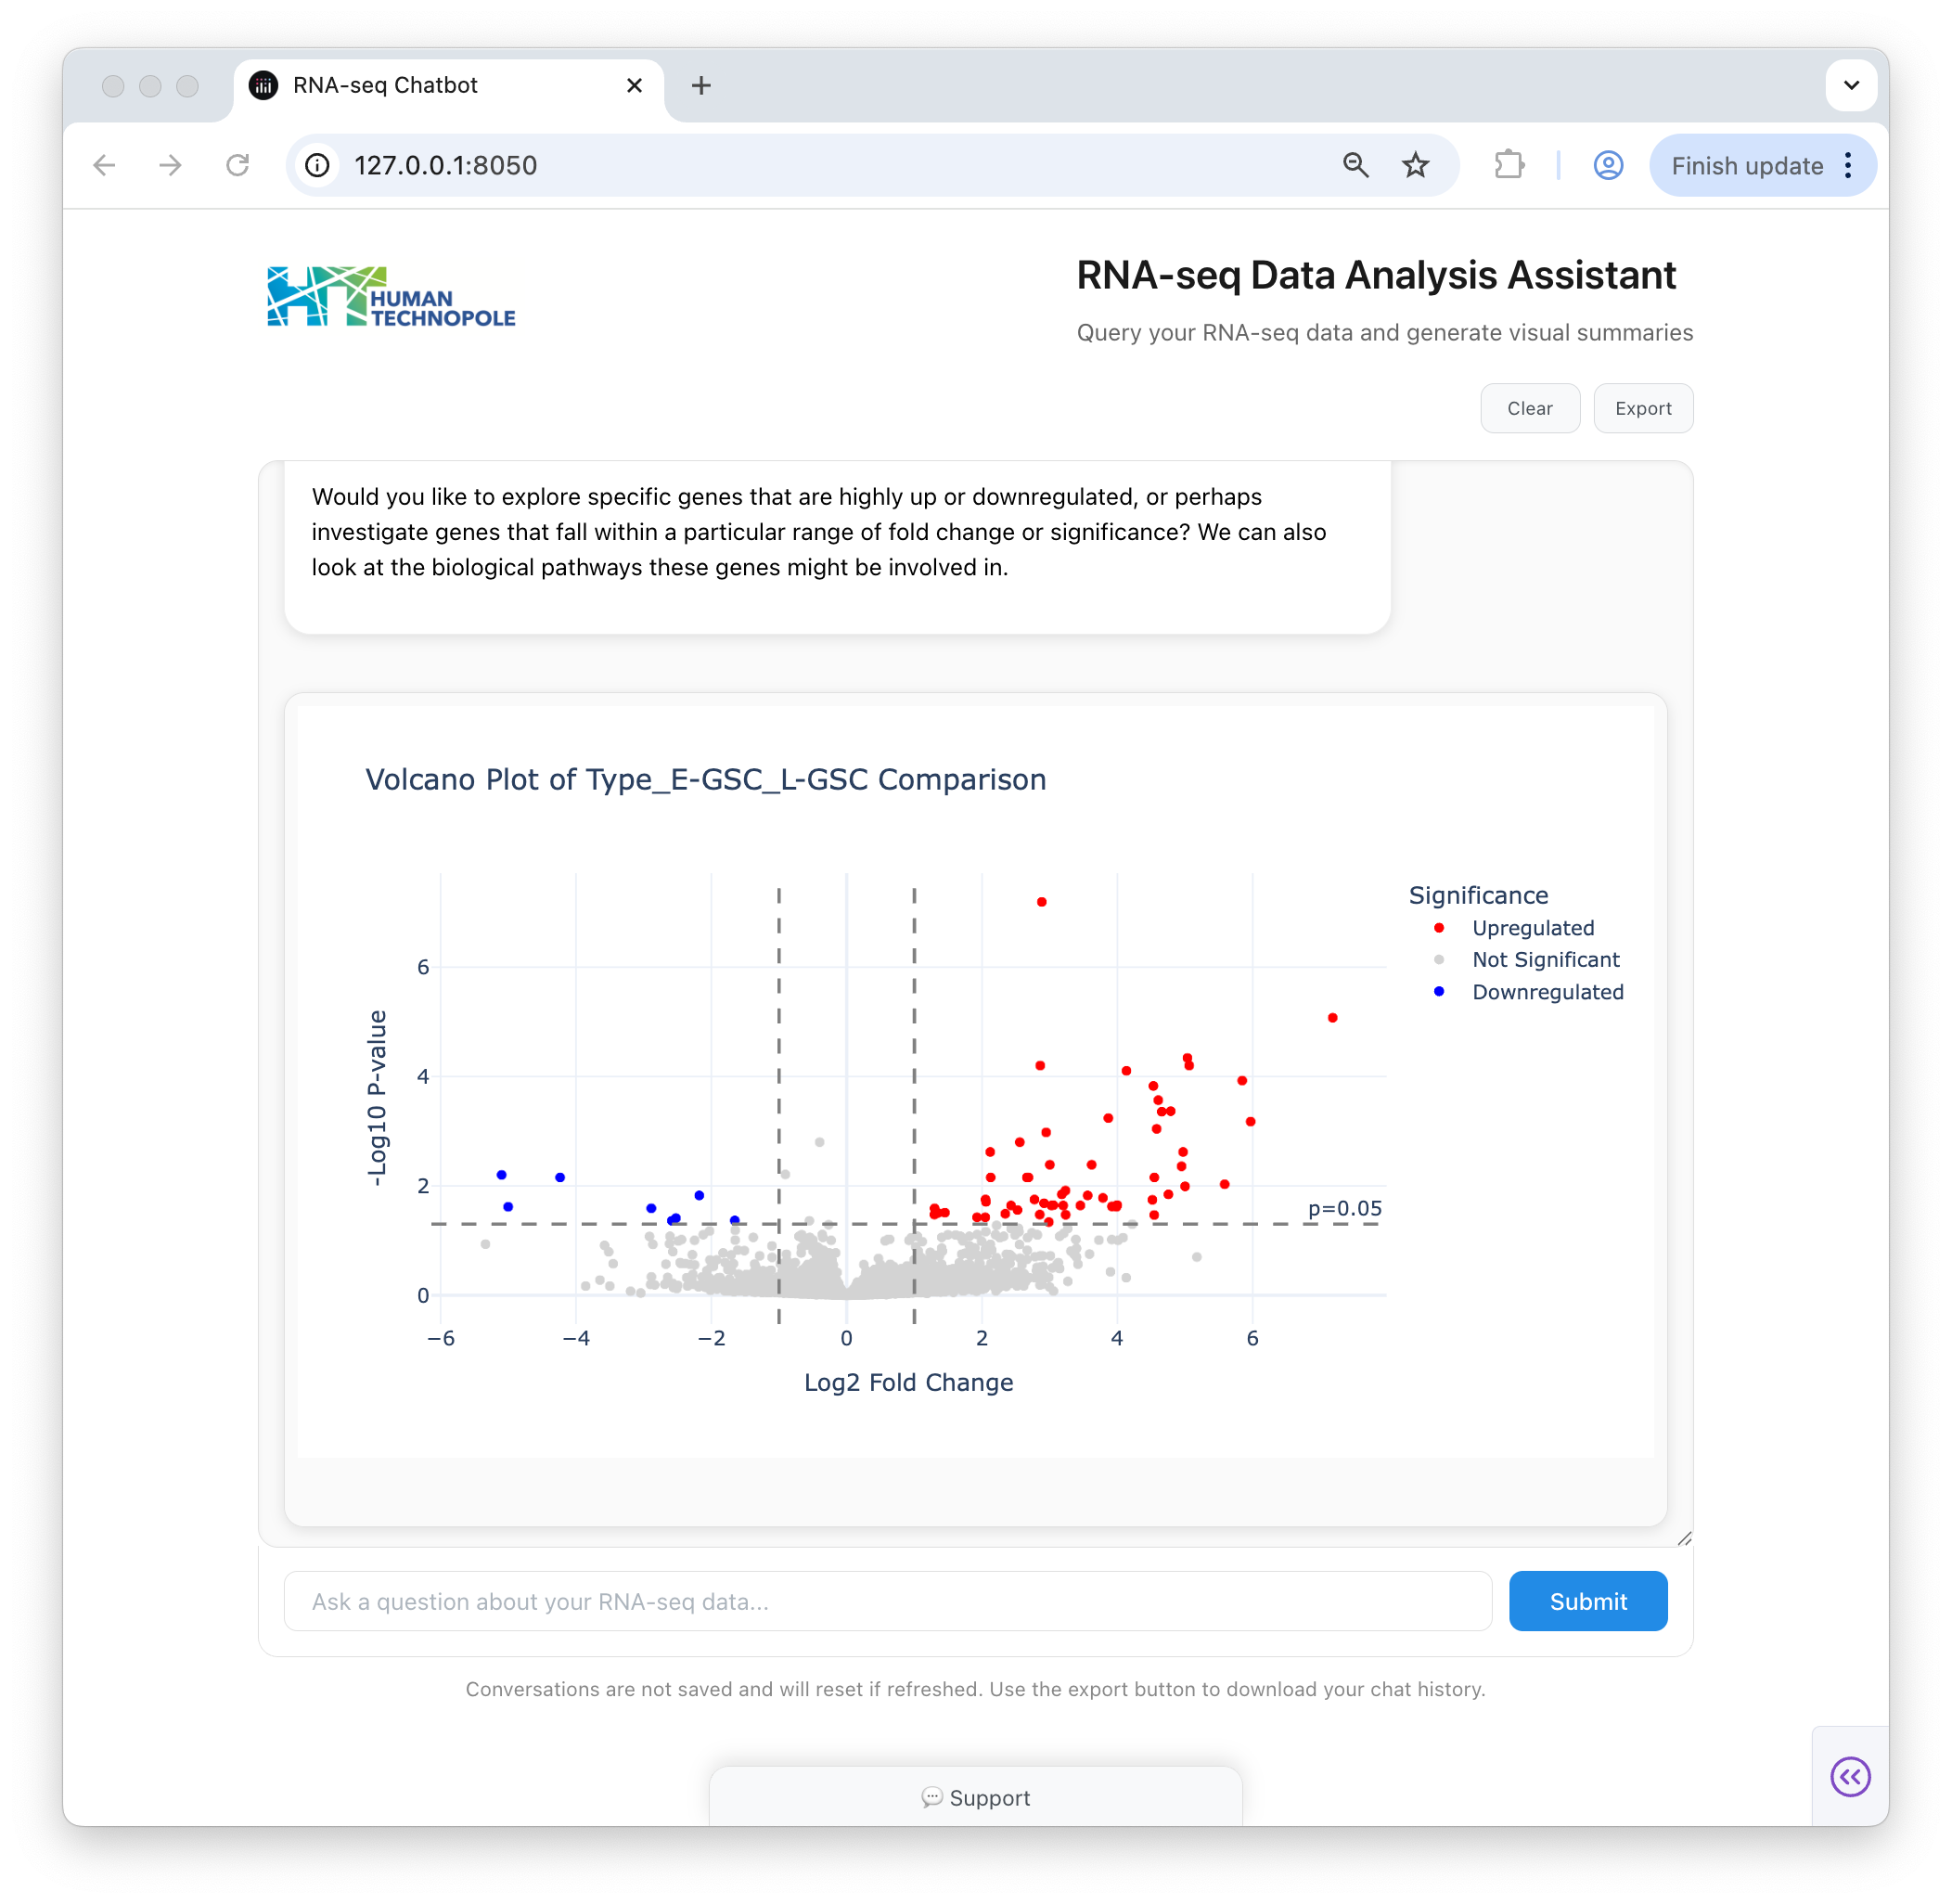 RNA-seq Chatbot
127.0.0.1:8050
Finish update
HUMAN
TECHNOPOLE
RNA-seq Data Analysis Assistant
Query your RNA-seq data and generate visual summaries
Clear
Export
Would you like to explore specific genes that are highly up or downregulated, or perhaps
investigate genes that fall within a particular range of fold change or significance? We can also
look at the biological pathways these genes might be involved in.
Volcano Plot of Type_E-GSC_L-GSC Comparison
Significance
Upregulated
Not Significant
Downregulated
-Log10 P-value
6
4
2
0
p=0.05
−6
−4
−2
0
2
4
6
Log2 Fold Change
Ask a question about your RNA-seq data...
Submit
Conversations are not saved and will reset if refreshed. Use the export button to download your chat history.
💬 Support